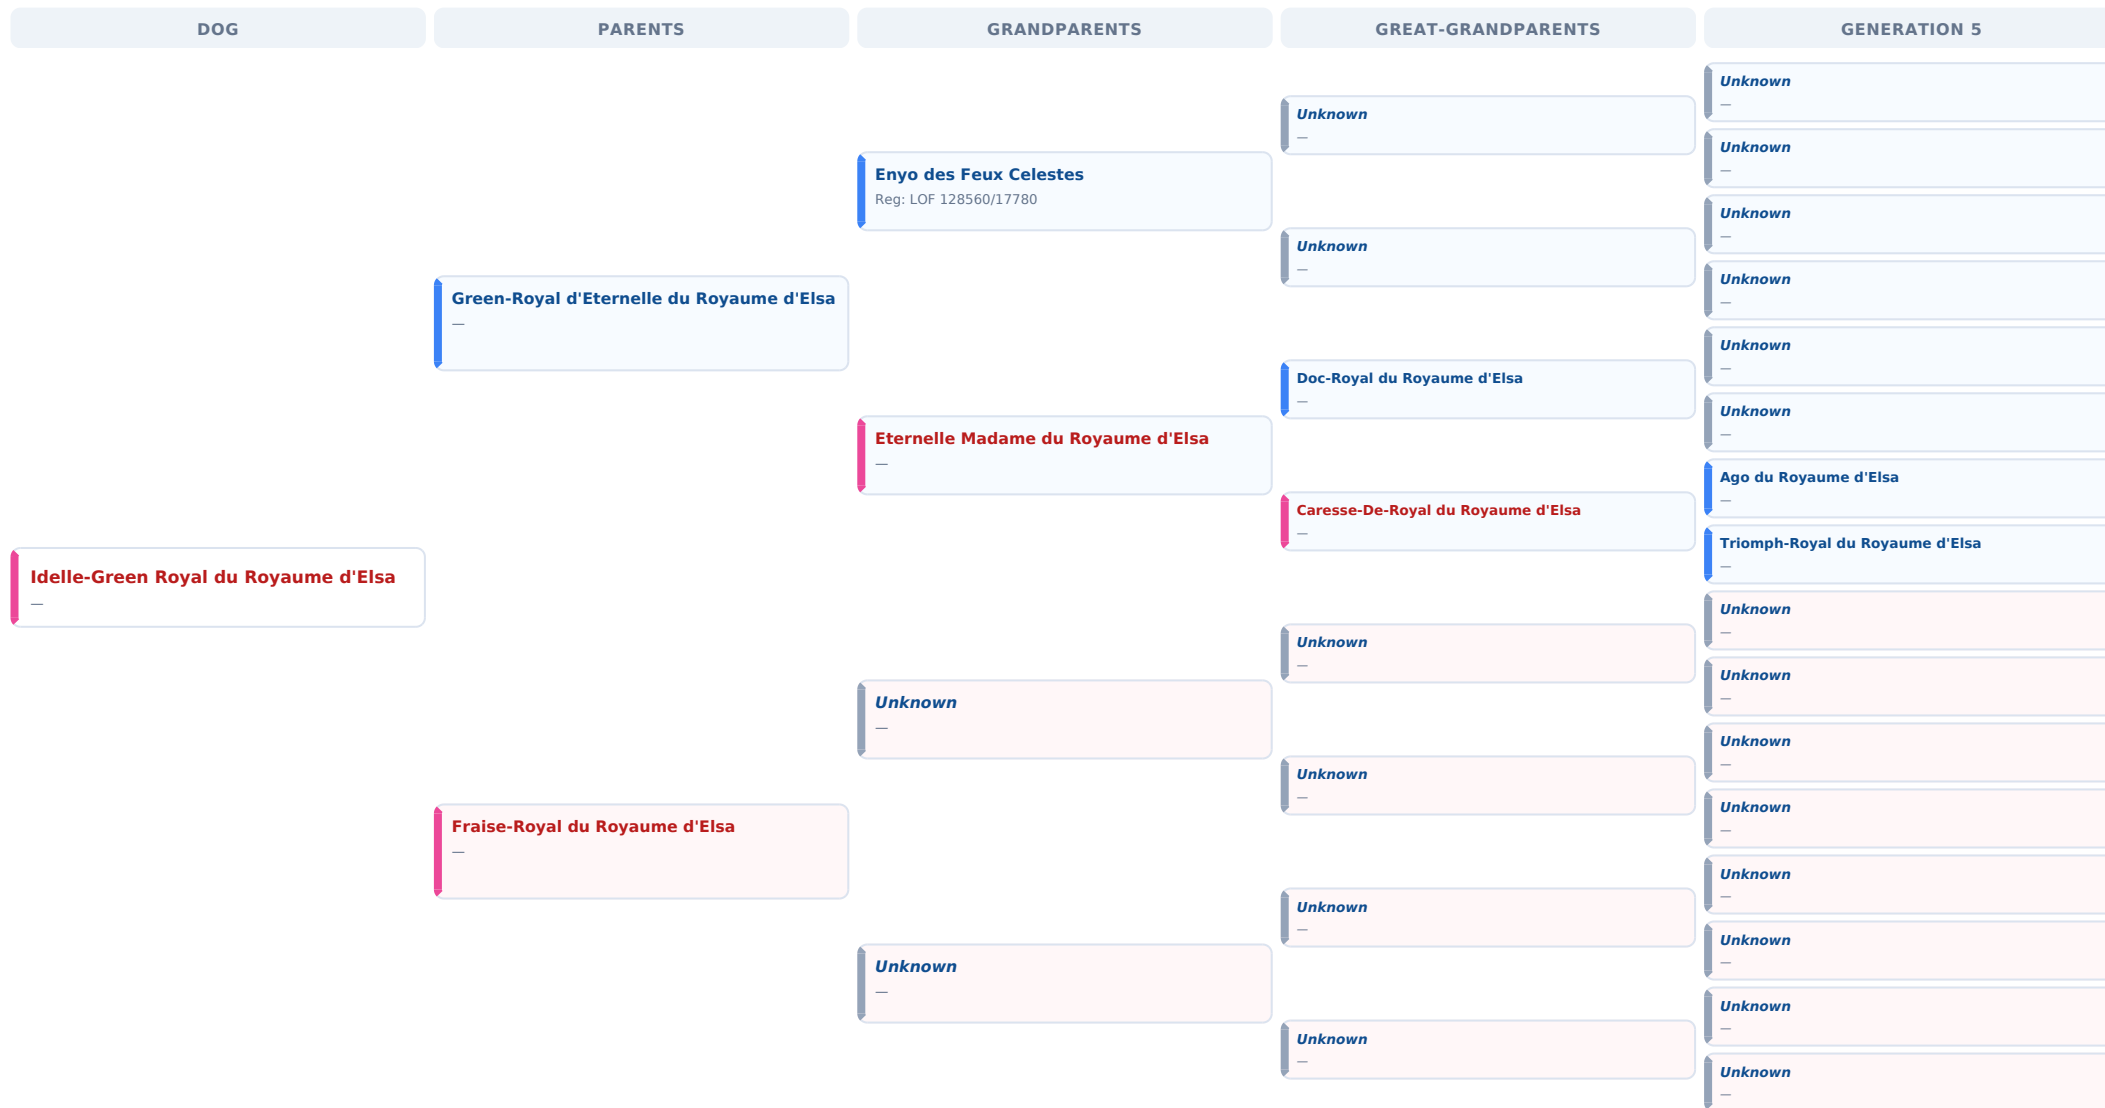 DOG
PARENTS
GRANDPARENTS
GREAT-GRANDPARENTS
GENERATION 5
Idelle-Green Royal du Royaume d'Elsa
—
Green-Royal d'Eternelle du Royaume d'Elsa
—
Fraise-Royal du Royaume d'Elsa
—
Enyo des Feux Celestes
Reg: LOF 128560/17780
Eternelle Madame du Royaume d'Elsa
—
Unknown
—
Unknown
—
Unknown
—
Unknown
—
Doc-Royal du Royaume d'Elsa
—
Caresse-De-Royal du Royaume d'Elsa
—
Unknown
—
Unknown
—
Unknown
—
Unknown
—
Unknown
—
Unknown
—
Unknown
—
Unknown
—
Unknown
—
Unknown
—
Ago du Royaume d'Elsa
—
Triomph-Royal du Royaume d'Elsa
—
Unknown
—
Unknown
—
Unknown
—
Unknown
—
Unknown
—
Unknown
—
Unknown
—
Unknown
—